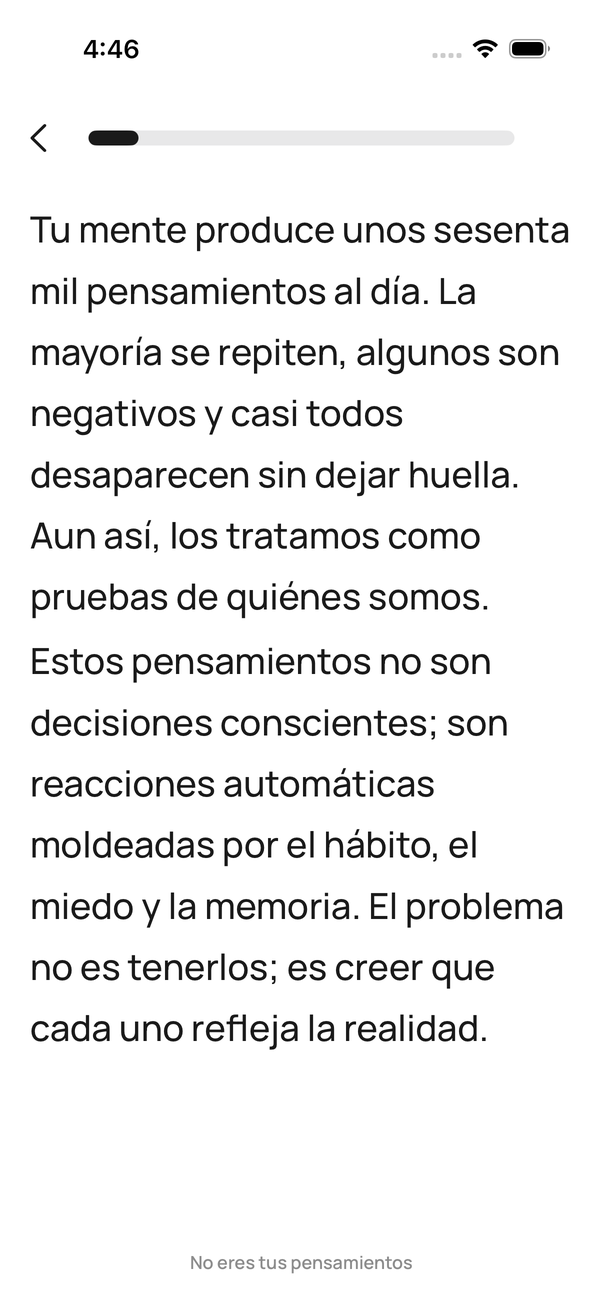 4:46
Tu mente produce unos sesenta
mil pensamientos al día. La
mayoría se repiten, algunos son
negativos y casi todos
desaparecen sin dejar huella.
Aun así, los tratamos como
pruebas de quiénes somos.
Estos pensamientos no son
decisiones conscientes; son
reacciones automáticas
moldeadas por el hábito, el
miedo y la memoria. El problema
no es tenerlos; es creer que
cada uno refleja la realidad.
No eres tus pensamientos